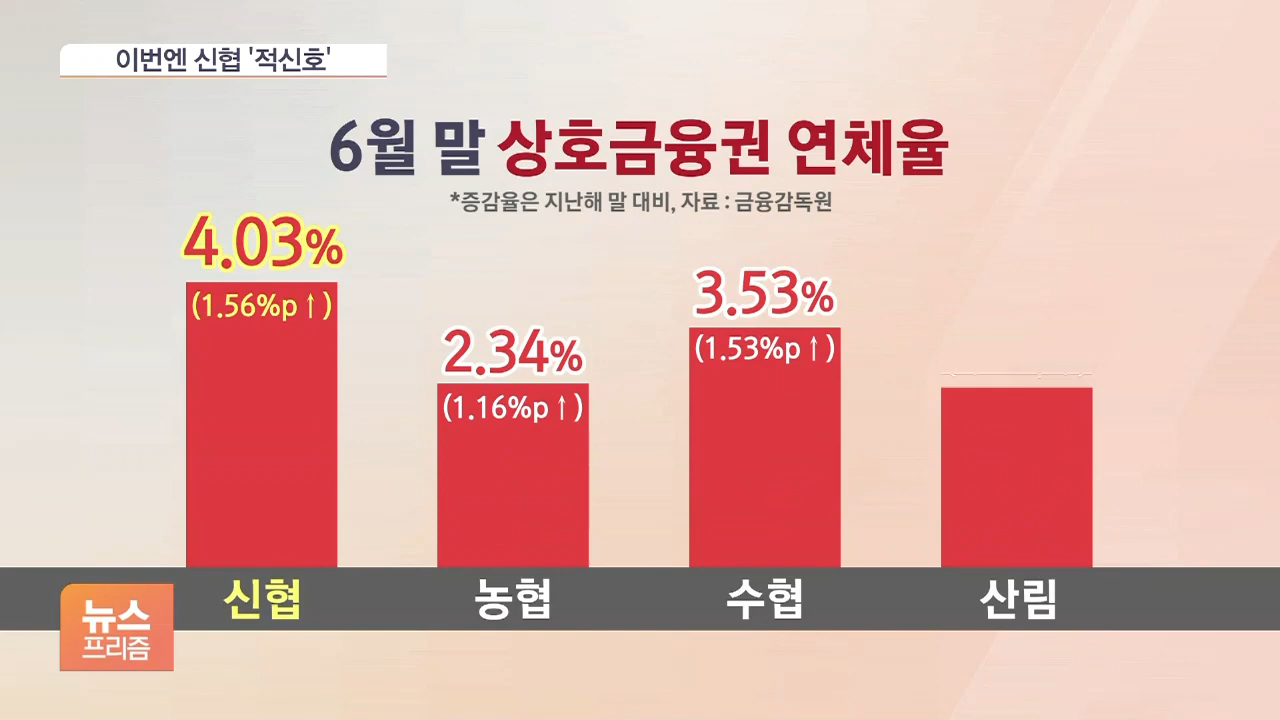 이번엔 신협 '적신호'
6월 말 상호금융권 연체율
*증감율은 지난해 말 대비, 자료 : 금융감독원
4.03%
(1.56%p↑)
2.34%
(1.16%p↑)
3.53%
(1.53%p↑)
신협 농협 수협 산림
뉴스
프리즘